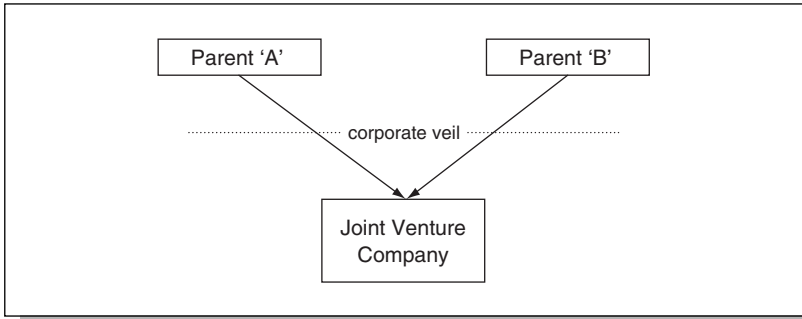 Parent ‘A’
Parent ‘B’
corporate veil
Joint Venture
Company